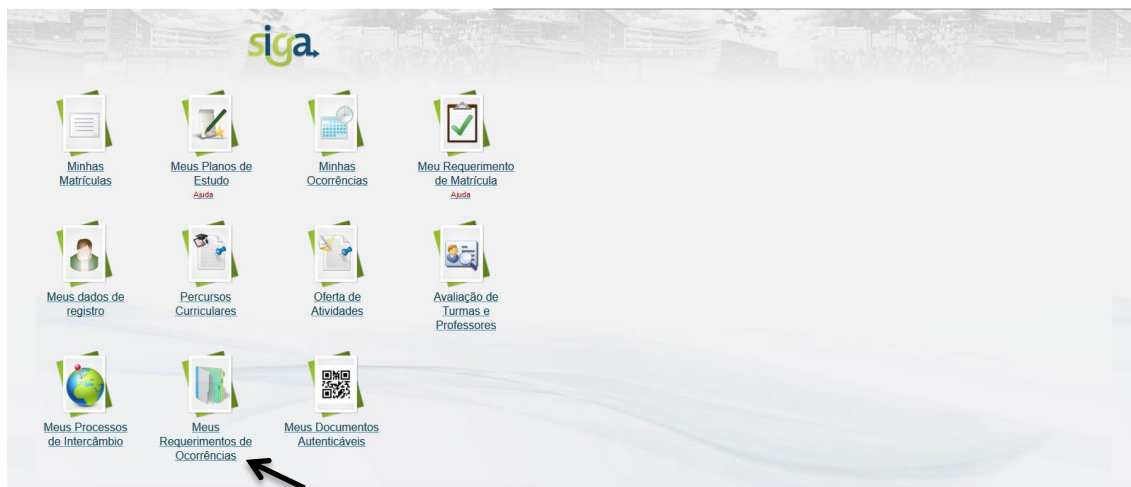 siga
Minhas
Matrículas
Meus Planos de
Estudo
Ajuda
Minhas
Ocorrências
Meu Requerimento
de Matrícula
Ajuda
Meus dados de
registro
Percursos
Curriculares
Oferta de
Atividades
Avaliação de
Turmas e
Professores
Meus Processos
de Intercâmbio
Meus
Requerimentos de
Ocorrências
Meus Documentos
Autenticáveis